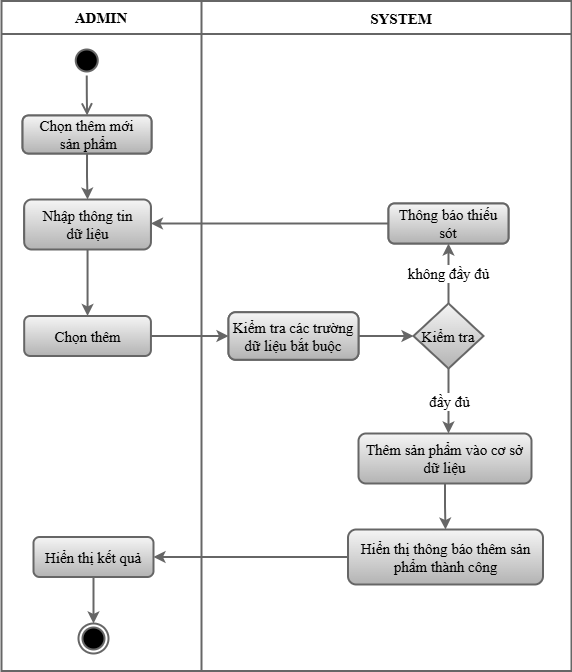 ADMIN
SYSTEM
Chọn thêm mới
sản phẩm
Nhập thông tin
dữ liệu
Thông báo thiếu
sót
không đầy đủ
Chọn thêm
Kiểm tra các trường
dữ liệu bắt buộc
Kiểm tra
đầy đủ
Thêm sản phẩm vào cơ sở
dữ liệu
Hiển thị thông báo thêm sản
phẩm thành công
Hiển thị kết quả